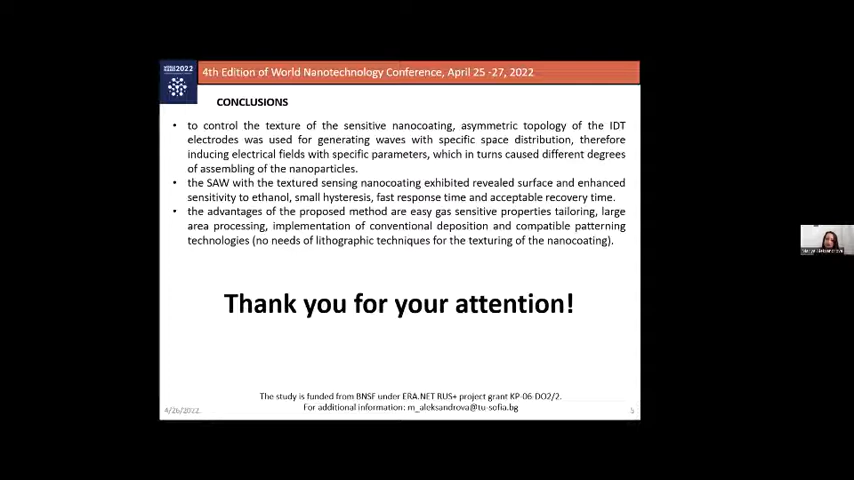 4th Edition of World Nanotechnology Conference, April 25 -27, 2022
CONCLUSIONS
• to control the texture of the sensitive nanocoating, asymmetric topology of the IDT
electrodes was used for generating waves with specific space distribution, therefore
inducing electrical fields with specific parameters, which in turns caused different degrees
of assembling of the nanoparticles.
• the SAW with the textured sensing nanocoating exhibited revealed surface and enhanced
sensitivity to ethanol, small hysteresis, fast response time and acceptable recovery time.
• the advantages of the proposed method are easy gas sensitive properties tailoring, large
area processing, implementation of conventional deposition and compatible patterning
technologies (no needs of lithographic techniques for the texturing of the nanocoating).
Thank you for your attention!
The study is funded from BNSF under ERA.NET RUS+ project grant KP-06-DO2/2.
For additional information: m_aleksandrova@tu-sofia.bg
4/26/2022
5